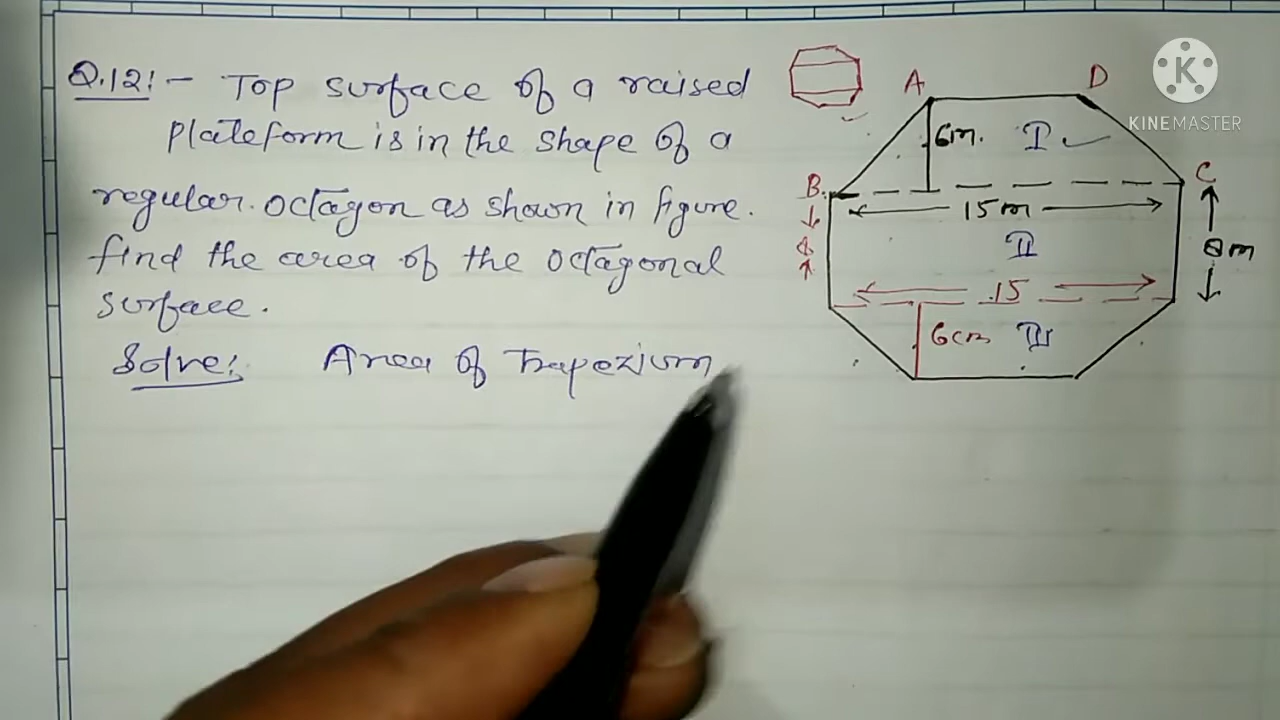 Q.12:- Top surface of a raised
plateform is in the shape of a
regular. octagon as shown in figure.
find the area of the octagonal
surface.
Solve: Area of Trapezium
A D
6m. I
B. C
15m
II
8m
8
15
6cm III
K
KINEMASTER